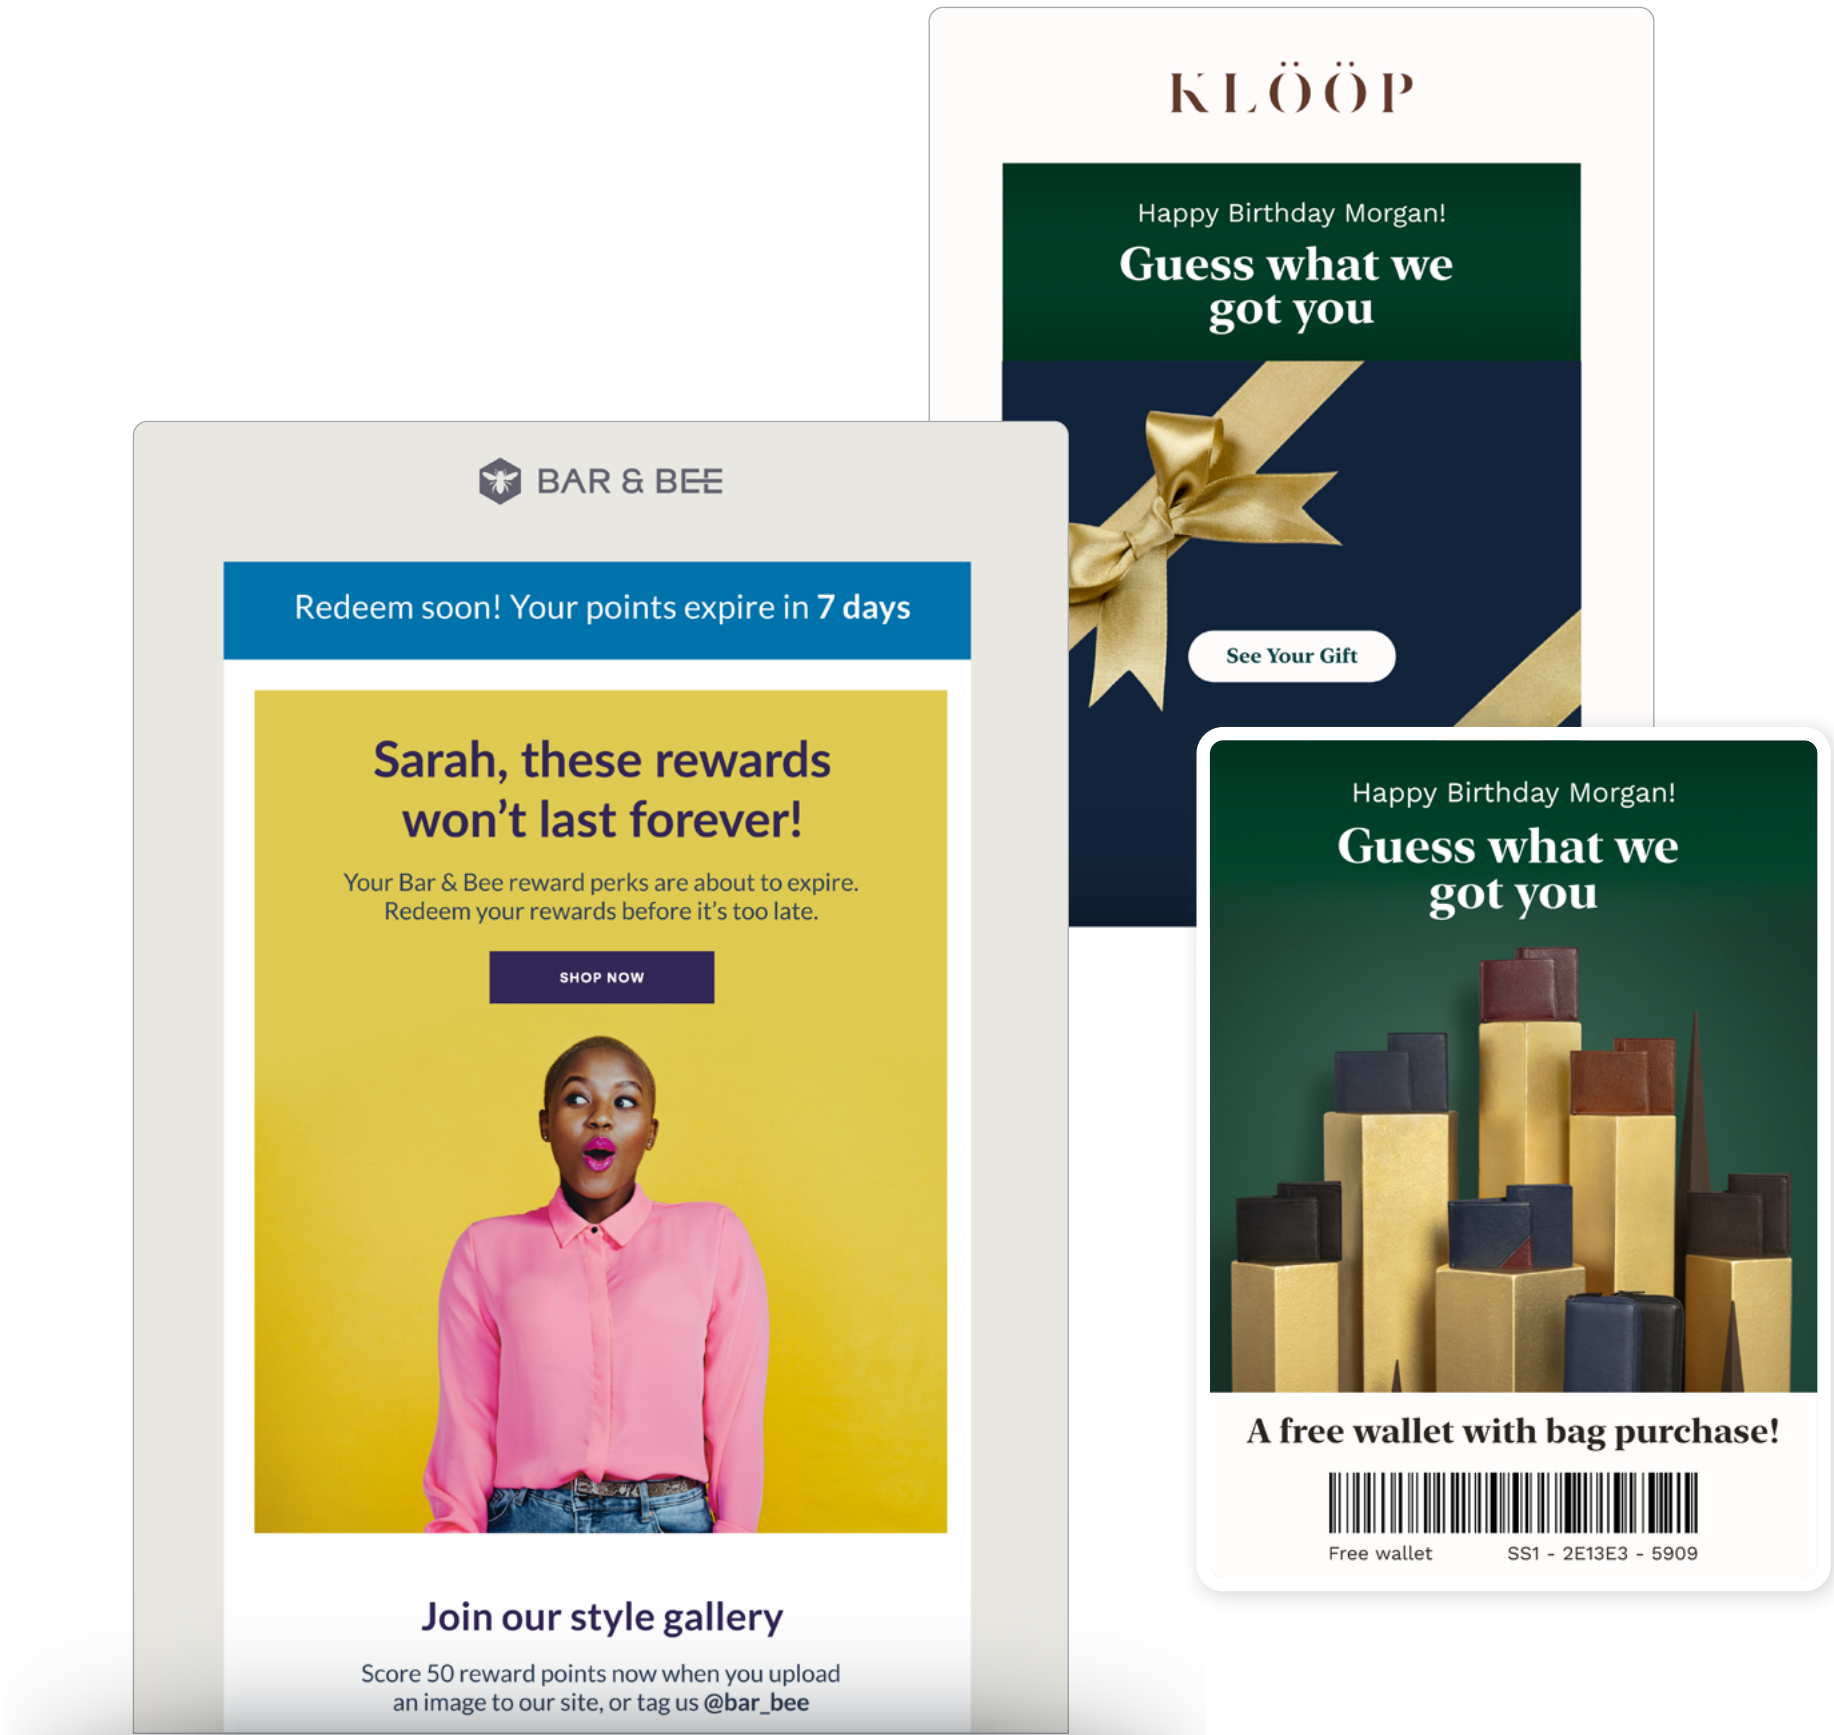 KLÖÖP
Happy Birthday Morgan!
Guess what we
got you
See Your Gift
BAR & BEE
Redeem soon! Your points expire in 7 days
Sarah, these rewards
won't last forever!
Your Bar & Bee reward perks are about to expire.
Redeem your rewards before it's too late.
SHOP NOW
Join our style gallery
Score 50 reward points now when you upload
an image to our site, or tag us @bar_bee
Happy Birthday Morgan!
Guess what we
got you
A free wallet with bag purchase!
Free wallet SS1 - 2E13E3 - 5909